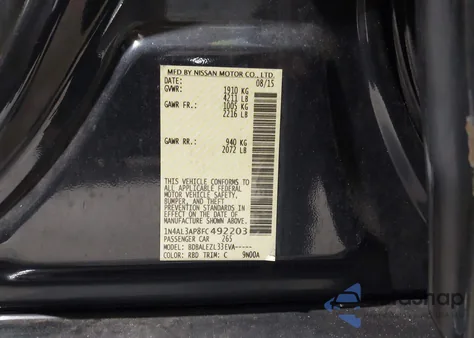 MFD BY NISSAN MOTOR CO., LTD.
DATE: 08/15
GVWR: 1910 KG
4211 LB
GAWR FR.: 1005 KG
2216 LB
GAWR RR.: 940 KG
2072 LB
THIS VEHICLE CONFORMS TO
ALL APPLICABLE FEDERAL
MOTOR VEHICLE SAFETY,
BUMPER, AND THEFT
PREVENTION STANDARDS
IN EFFECT ON THE DATE OF
MANUFACTURE SHOWN ABOVE.
1N4AL3AP8FC492203
PASSENGER CAR 265
MODEL: BDBALEZL33EVA-----
COLOR: RBD TRIM: C 9N00A